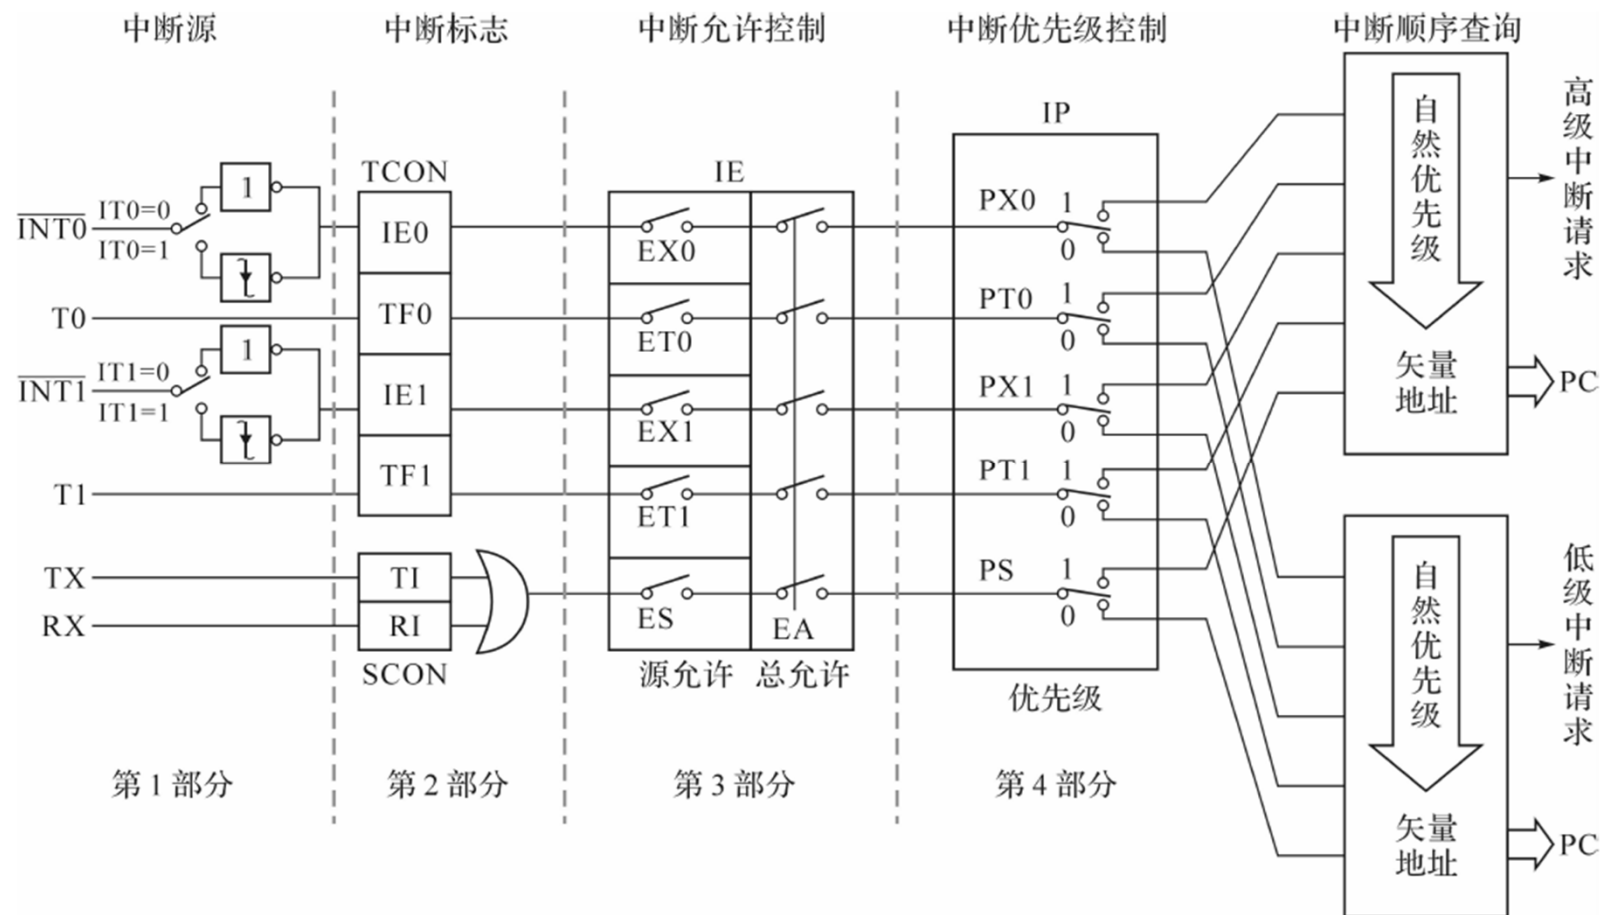 中断源
中断标志
中断允许控制
中断优先级控制
中断顺序查询
INT0
IT0=0
IT0=1
1
T0
INT1
IT1=0
IT1=1
1
T1
TX
RX
TCON
IE0
TF0
IE1
TF1
TI
RI
SCON
IE
EX0
ET0
EX1
ET1
ES
EA
源允许
总允许
IP
PX0
1
0
PT0
1
0
PX1
1
0
PT1
1
0
PS
1
0
优先级
自然优先级
矢量
地址
高级中断请求
PC
自然优先级
矢量
地址
低级中断请求
PC
第1部分
第2部分
第3部分
第4部分